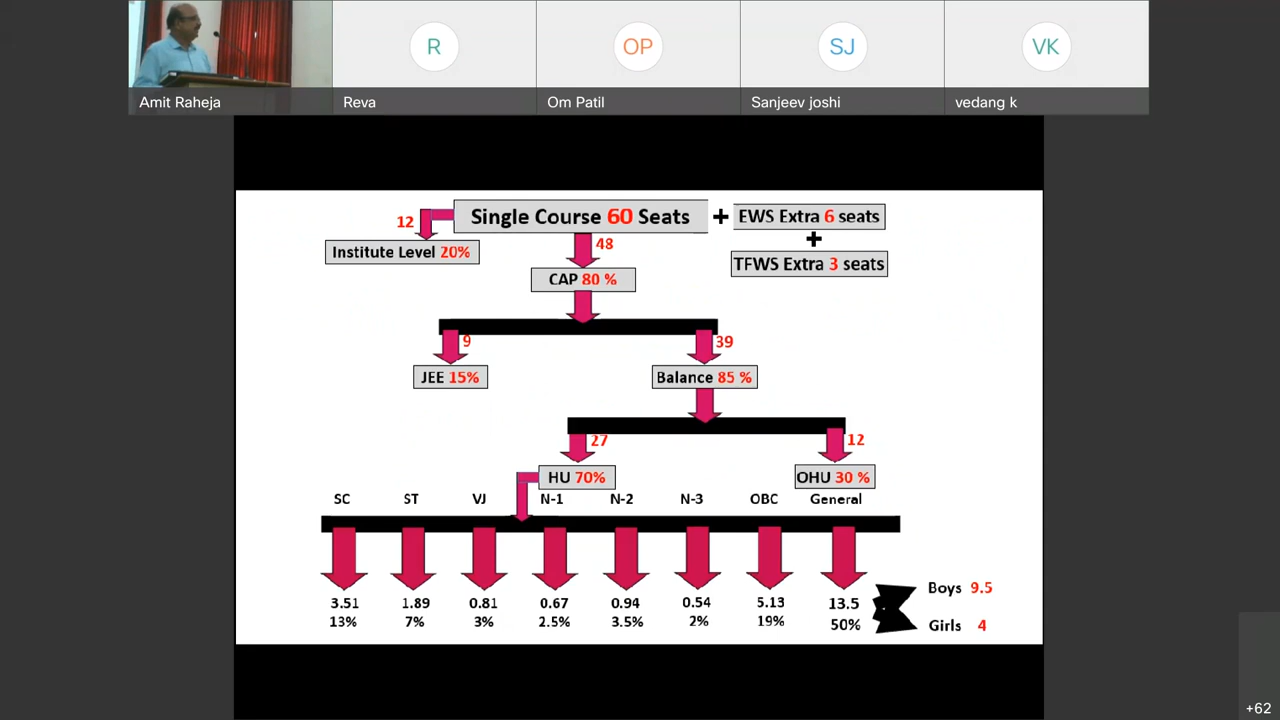 R
OP
SJ
VK
Amit Raheja
Reva
Om Patil
Sanjeev joshi
vedang k
12
Single Course 60 Seats
+
EWS Extra 6 seats
Institute Level 20%
48
+
TFWS Extra 3 seats
CAP 80 %
9
39
JEE 15%
Balance 85 %
27
12
HU 70%
OHU 30 %
SC ST VJ N-1 N-2 N-3 OBC General
3.51 1.89 0.81 0.67 0.94 0.54 5.13 13.5
13% 7% 3% 2.5% 3.5% 2% 19% 50%
Boys 9.5
Girls 4
+62